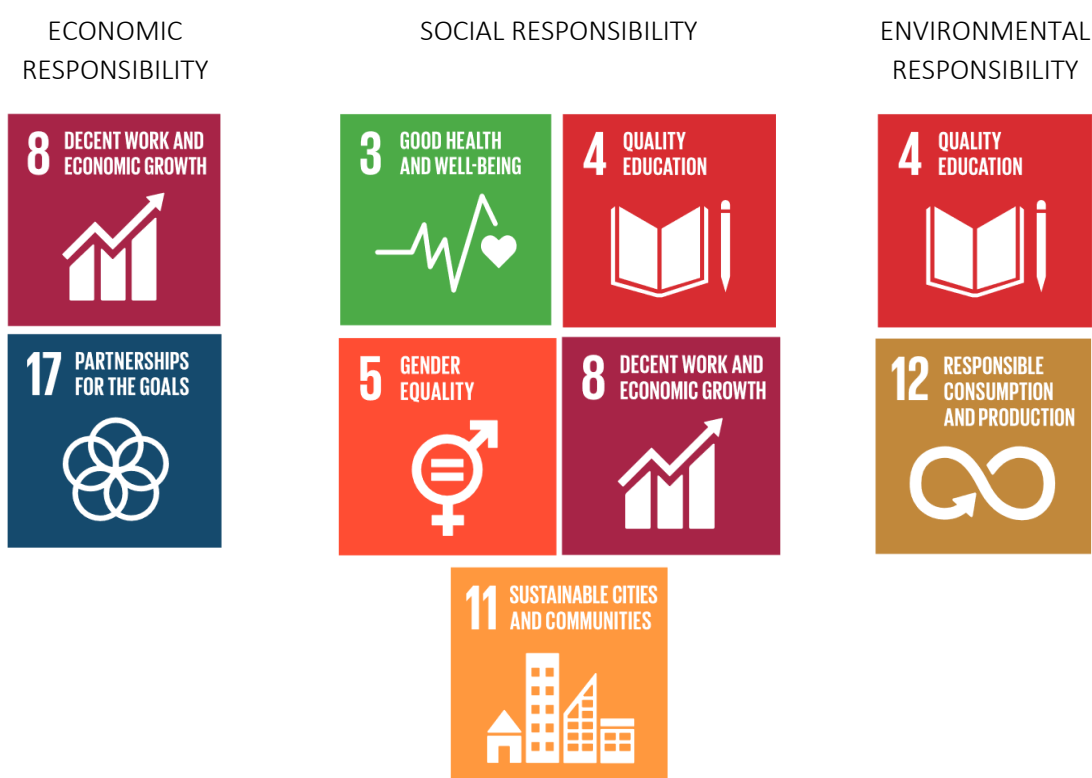 ECONOMIC
RESPONSIBILITY
8 DECENT WORK AND
ECONOMIC GROWTH
17 PARTNERSHIPS
FOR THE GOALS
SOCIAL RESPONSIBILITY
3 GOOD HEALTH
AND WELL-BEING
4 QUALITY
EDUCATION
5 GENDER
EQUALITY
8 DECENT WORK AND
ECONOMIC GROWTH
11 SUSTAINABLE CITIES
AND COMMUNITIES
ENVIRONMENTAL
RESPONSIBILITY
4 QUALITY
EDUCATION
12 RESPONSIBLE
CONSUMPTION
AND PRODUCTION